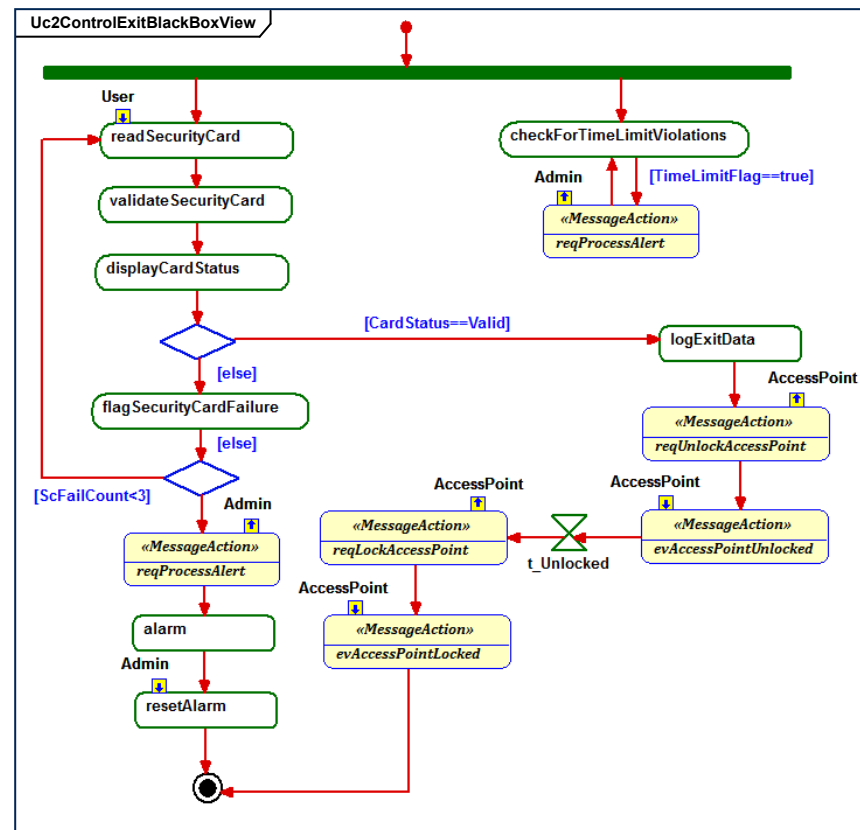 Uc2ControlExitBlackBoxView
User
readSecurityCard
checkForTimeLimitViolations
[TimeLimitFlag==true]
Admin
«MessageAction»
reqProcessAlert
validateSecurityCard
displayCardStatus
[CardStatus==Valid]
logExitData
[else]
flagSecurityCardFailure
AccessPoint
«MessageAction»
reqUnlockAccessPoint
[else]
[ScFailCount<3]
Admin
«MessageAction»
reqProcessAlert
AccessPoint
«MessageAction»
reqLockAccessPoint
t_Unlocked
AccessPoint
«MessageAction»
evAccessPointUnlocked
AccessPoint
«MessageAction»
evAccessPointLocked
alarm
Admin
resetAlarm